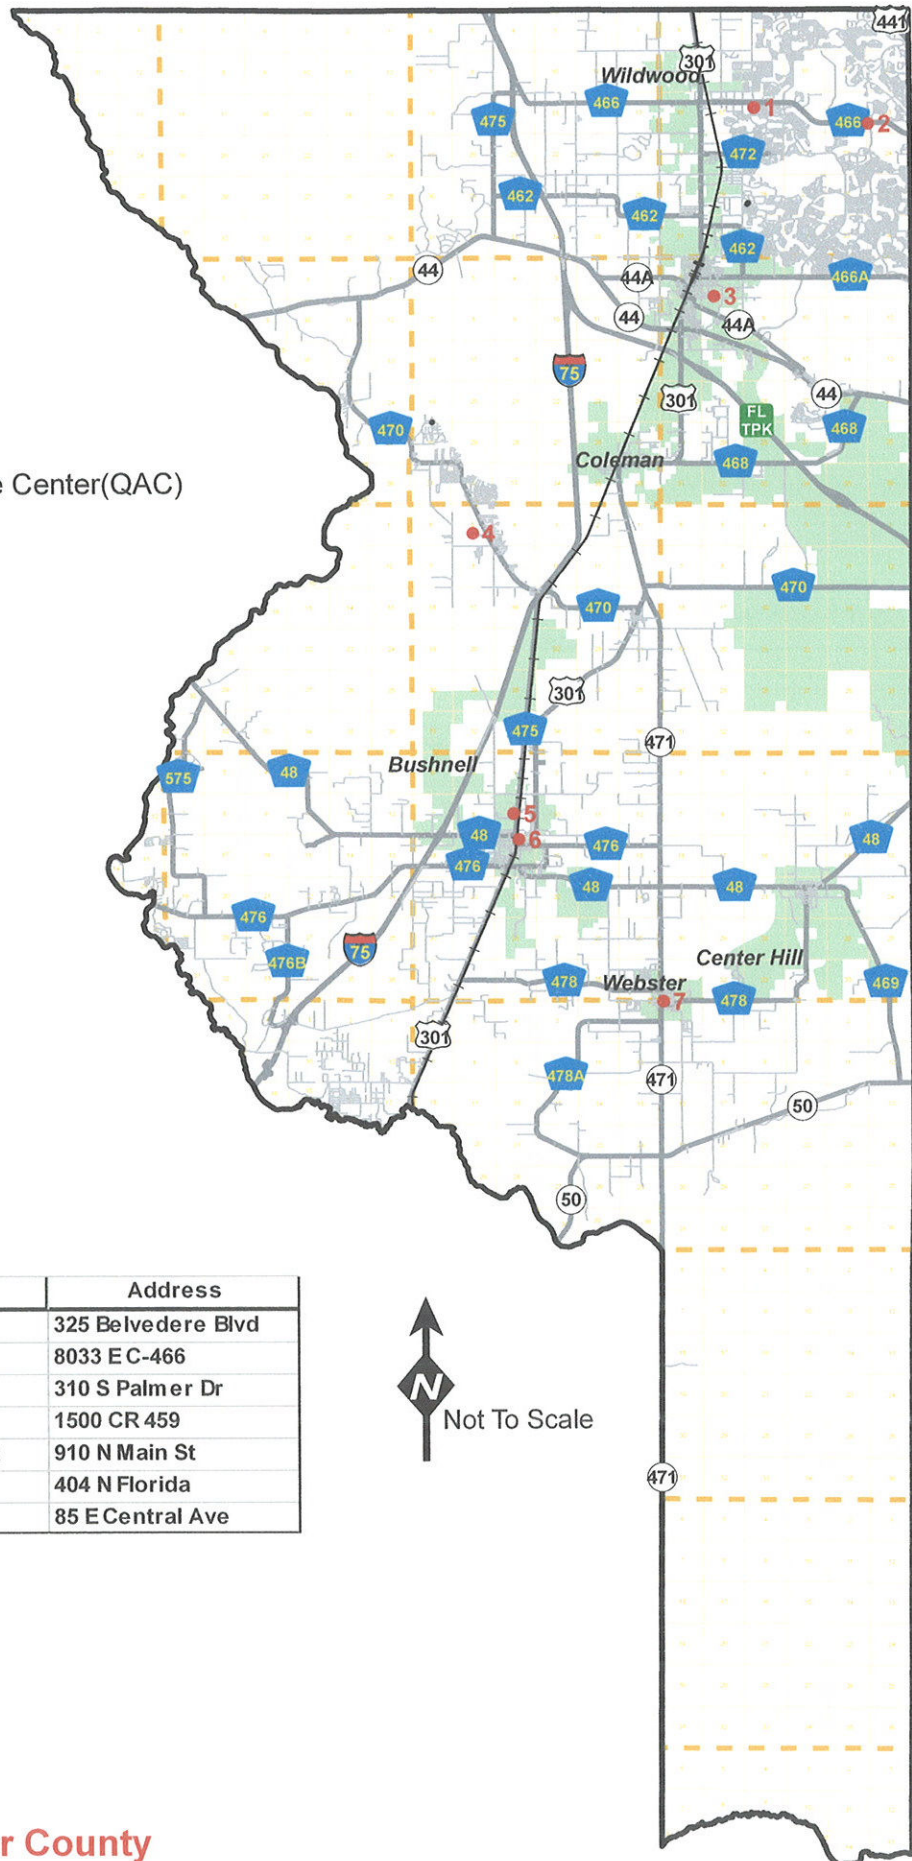 441
301
Wildwood
466
1
475
466
2
472
462
462
462
44
44A
466A
3
44
44A
75
301
44
FL
TPK
470
468
Coleman
468
e Center(QAC)
4
470
470
301
475
471
Bushnell
575
48
5
48
6
476
48
476
48
48
476
Center Hill
75
476B
478
Webster
469
7
478
301
478A
471
50
50
Address
325 Belvedere Blvd
8033 E C-466
310 S Palmer Dr
1500 CR 459
910 N Main St
404 N Florida
85 E Central Ave
N
Not To Scale
471
r County